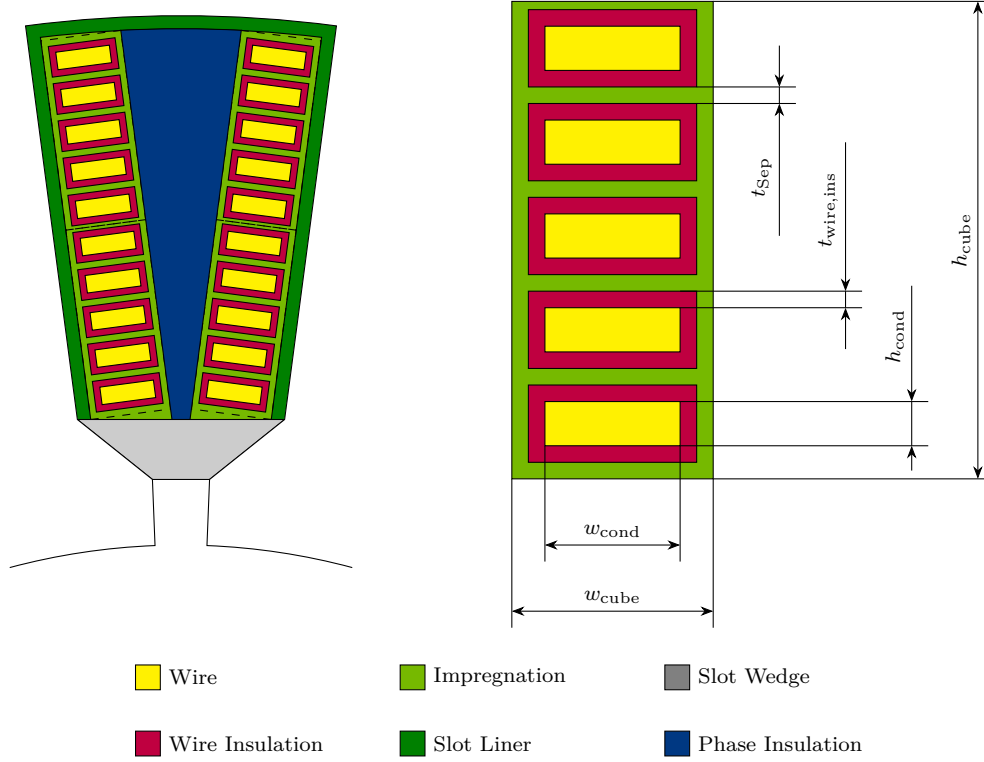 t_Sep
t_wire,ins
h_cube
h_cond
w_cond
w_cube
Wire
Impregnation
Slot Wedge
Wire Insulation
Slot Liner
Phase Insulation